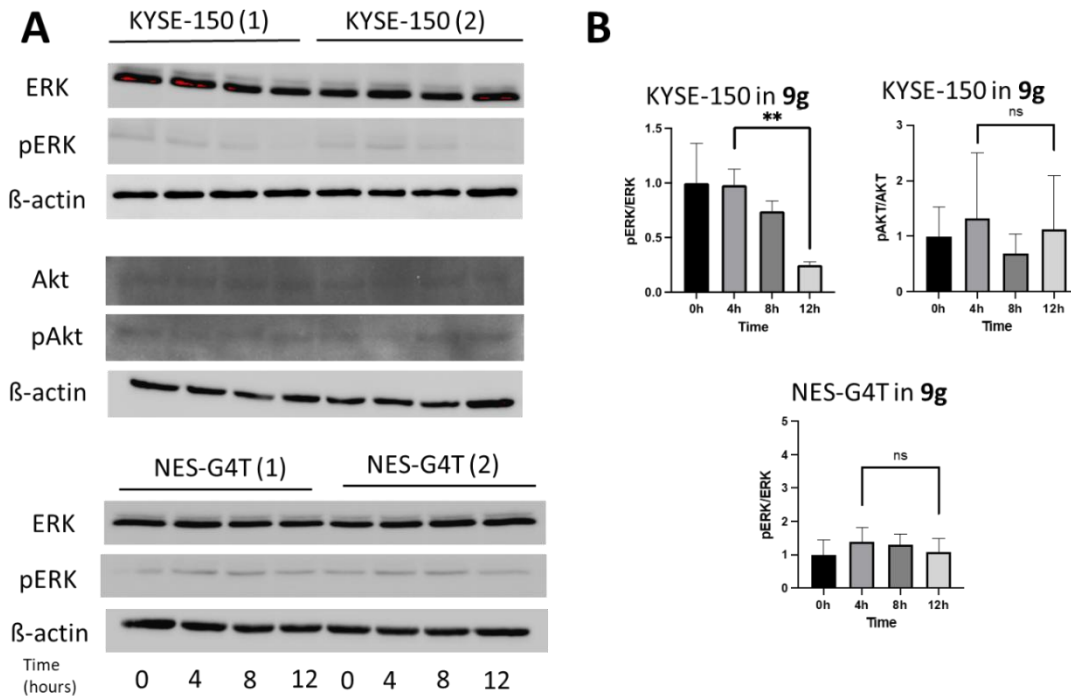 A
KYSE-150 (1) KYSE-150 (2)
ERK
pERK
ß-actin
Akt
pAkt
ß-actin
NES-G4T (1) NES-G4T (2)
ERK
pERK
ß-actin
Time
(hours)
0 4 8 12 0 4 8 12
B
KYSE-150 in 9g
**
pERK/ERK
1.5
1.0
0.5
0.0
0h 4h 8h 12h
Time
KYSE-150 in 9g
ns
pAKT/AKT
3
2
1
0
0h 4h 8h 12h
Time
NES-G4T in 9g
ns
pERK/ERK
5
4
3
2
1
0
0h 4h 8h 12h
Time